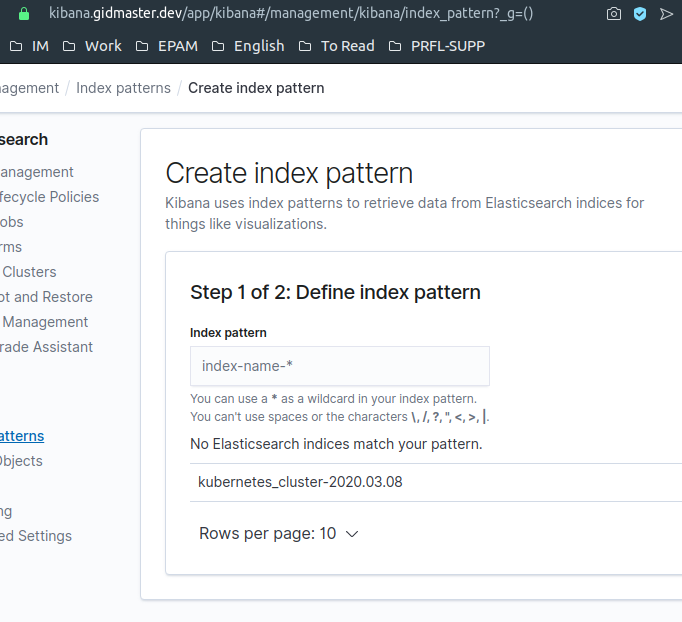 kibana.gidmaster.dev/app/kibana#/management/kibana/index_pattern?_g=()
IM Work EPAM English To Read PRFL-SUPP
nagement / Index patterns / Create index pattern
search
anagement
fecycle Policies
obs
rms
Clusters
ot and Restore
Management
rade Assistant
atterns
Objects
ng
ed Settings
Create index pattern
Kibana uses index patterns to retrieve data from Elasticsearch indices for
things like visualizations.
Step 1 of 2: Define index pattern
Index pattern
index-name-*
You can use a * as a wildcard in your index pattern.
You can't use spaces or the characters \, /, ?, ", <, >, |.
No Elasticsearch indices match your pattern.
kubernetes_cluster-2020.03.08
Rows per page: 10